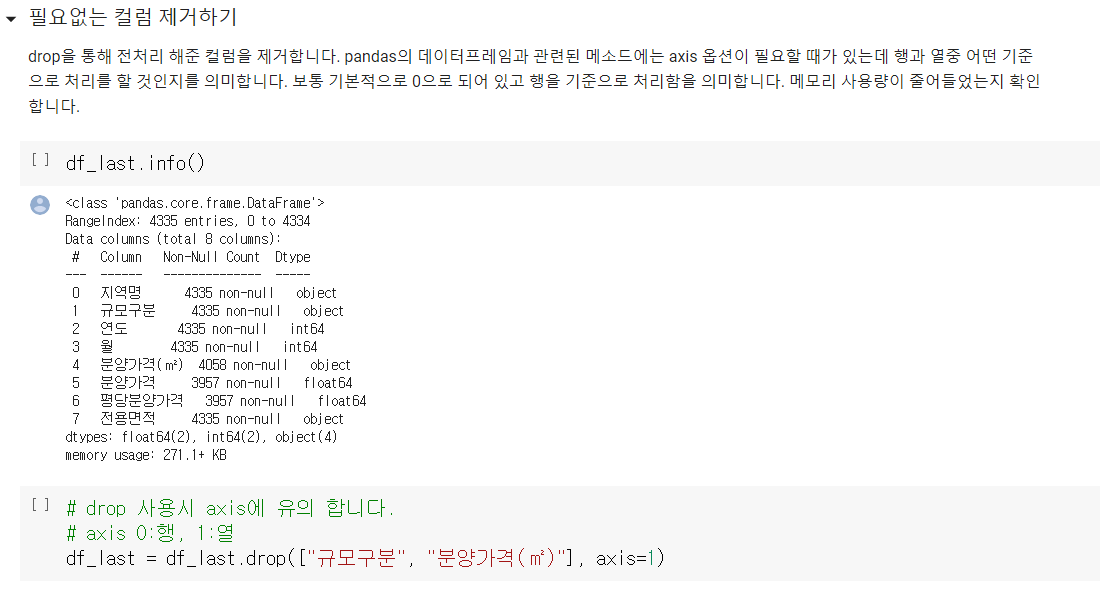 필요없는 컬럼 제거하기
drop을 통해 전처리 해준 컬럼을 제거합니다. pandas의 데이터프레임과 관련된 메소드에는 axis 옵션이 필요할 때가 있는데 행과 열중 어떤 기준
으로 처리를 할 것인지를 의미합니다. 보통 기본적으로 0으로 되어 있고 행을 기준으로 처리함을 의미합니다. 메모리 사용량이 줄어들었는지 확인
합니다.
[ ] df_last.info()
<class 'pandas.core.frame.DataFrame'>
RangeIndex: 4335 entries, 0 to 4334
Data columns (total 8 columns):
 #   Column   Non-Null Count  Dtype
---  ------   --------------  -----
 0   지역명      4335 non-null   object
 1   규모구분     4335 non-null   object
 2   연도       4335 non-null   int64
 3   월        4335 non-null   int64
 4   분양가격(㎡)  4058 non-null   object
 5   분양가격     3957 non-null   float64
 6   평당분양가격   3957 non-null   float64
 7   전용면적     4335 non-null   object
dtypes: float64(2), int64(2), object(4)
memory usage: 271.1+ KB
[ ] # drop 사용시 axis에 유의 합니다.
# axis 0:행, 1:열
df_last = df_last.drop(["규모구분", "분양가격(㎡)"], axis=1)